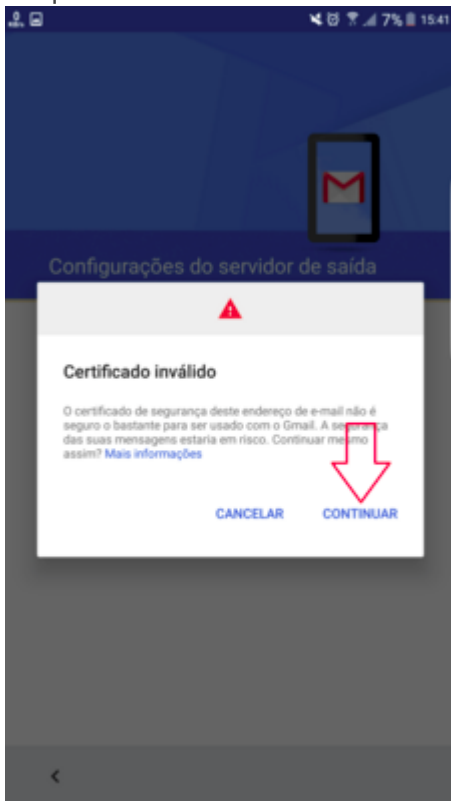 7% 15:41
Configurações do servidor de saída
Certificado inválido
O certificado de segurança deste endereço de e-mail não é
seguro o bastante para ser usado com o Gmail. A segurança
das suas mensagens estaria em risco. Continuar mesmo
assim? Mais informações
CANCELAR CONTINUAR